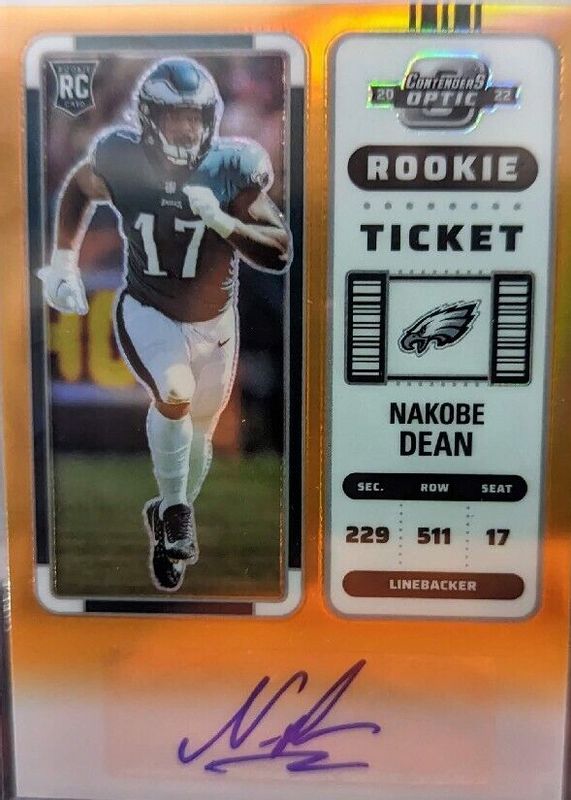 ROOKIE
RC
CARD
EAGLES
17
20 CONTENDERS 22
OPTIC
ROOKIE
TICKET
NAKOBE
DEAN
SEC. ROW SEAT
229 511 17
LINEBACKER